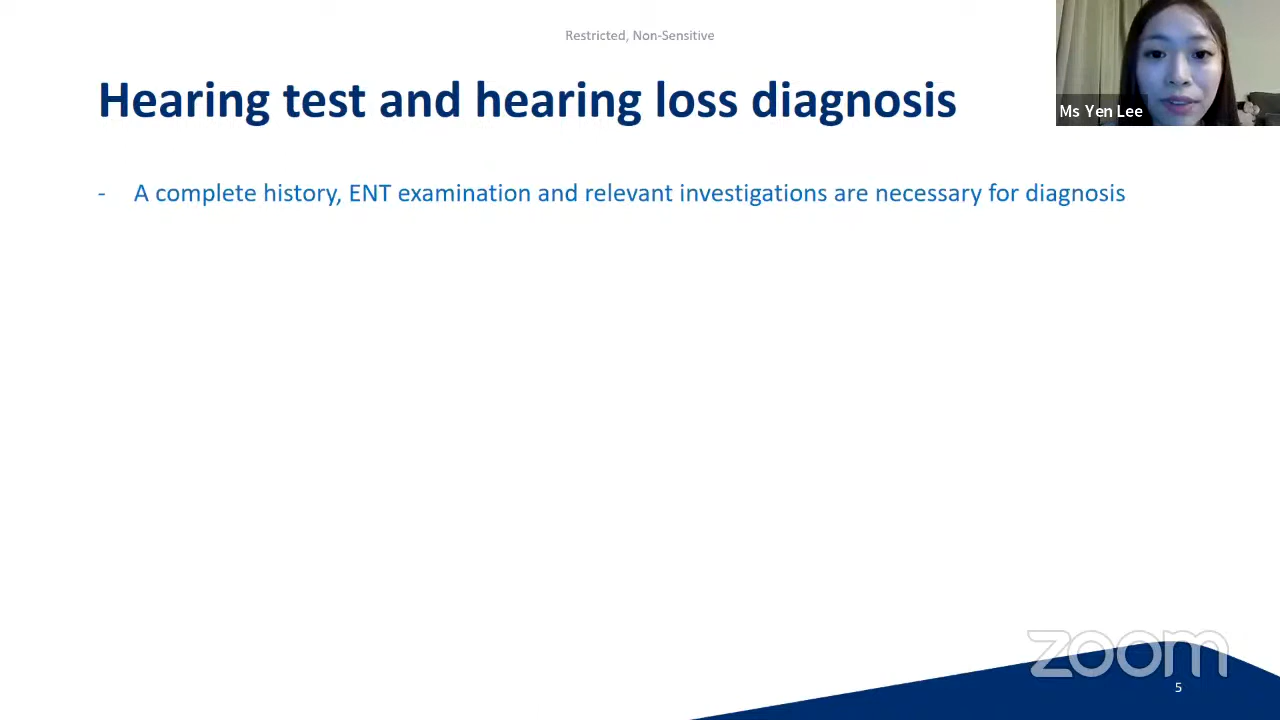 Restricted, Non-Sensitive
Hearing test and hearing loss diagnosis
Ms Yen Lee
- A complete history, ENT examination and relevant investigations are necessary for diagnosis
zoom
5